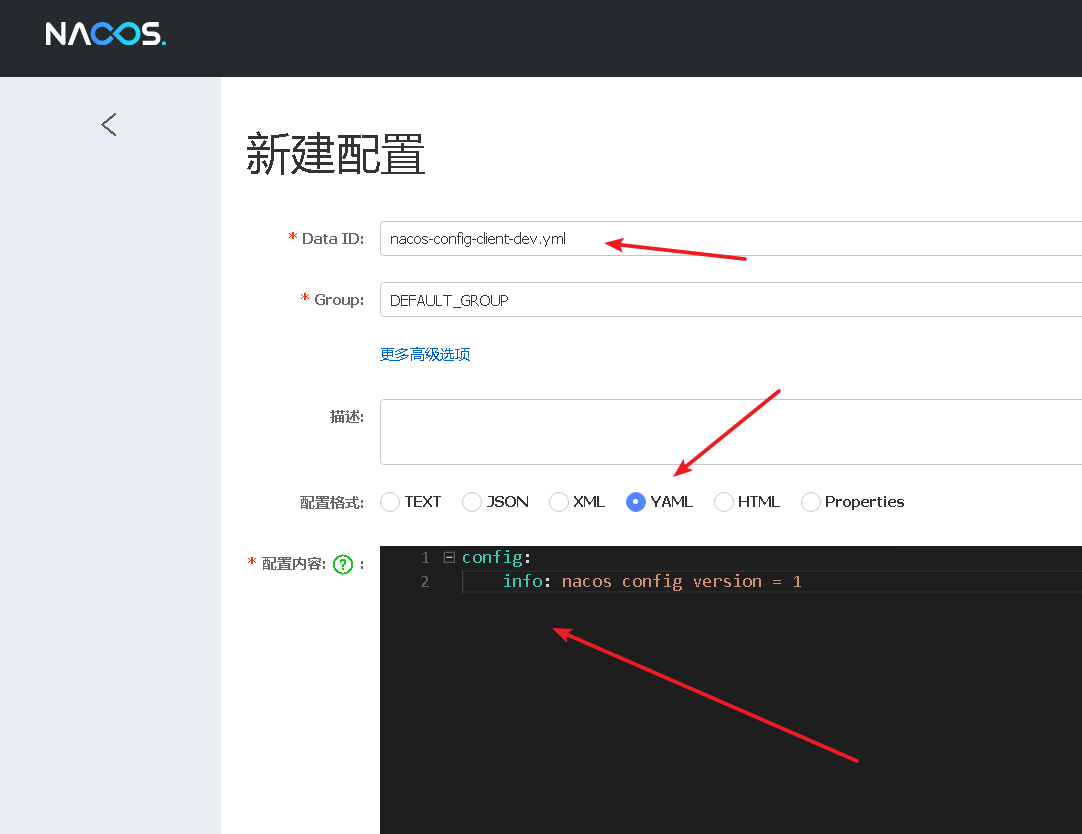 NACOS.
新建配置
* Data ID: nacos-config-client-dev.yml
* Group: DEFAULT_GROUP
更多高级选项
描述:
配置格式: TEXT JSON XML YAML HTML Properties
* 配置内容: ? :
1 config:
2 info: nacos config version = 1